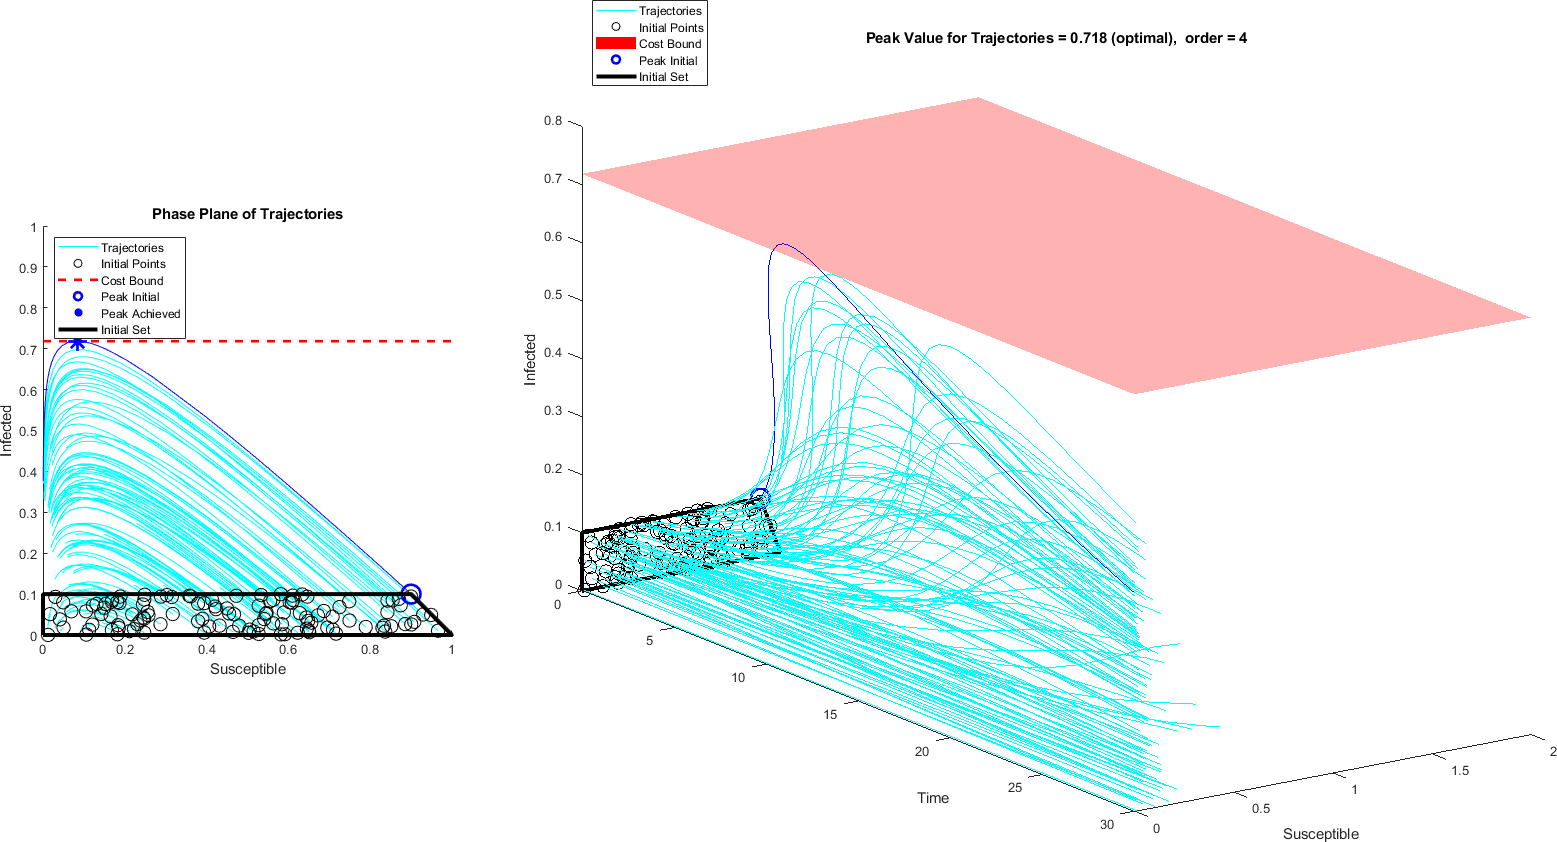 Phase Plane of Trajectories
1
0.9
0.8
0.7
0.6
0.5
0.4
0.3
0.2
0.1
0
Infected
Trajectories
Initial Points
Cost Bound
Peak Initial
Peak Achieved
Initial Set
0
0.2
0.4
0.6
0.8
1
Susceptible
Trajectories
Initial Points
Cost Bound
Peak Initial
Initial Set
Peak Value for Trajectories = 0.718 (optimal), order = 4
0.8
0.7
0.6
0.5
0.4
0.3
0.2
0.1
0
Infected
0
5
10
15
20
25
30
Time
0
0.5
1
1.5
2
Susceptible